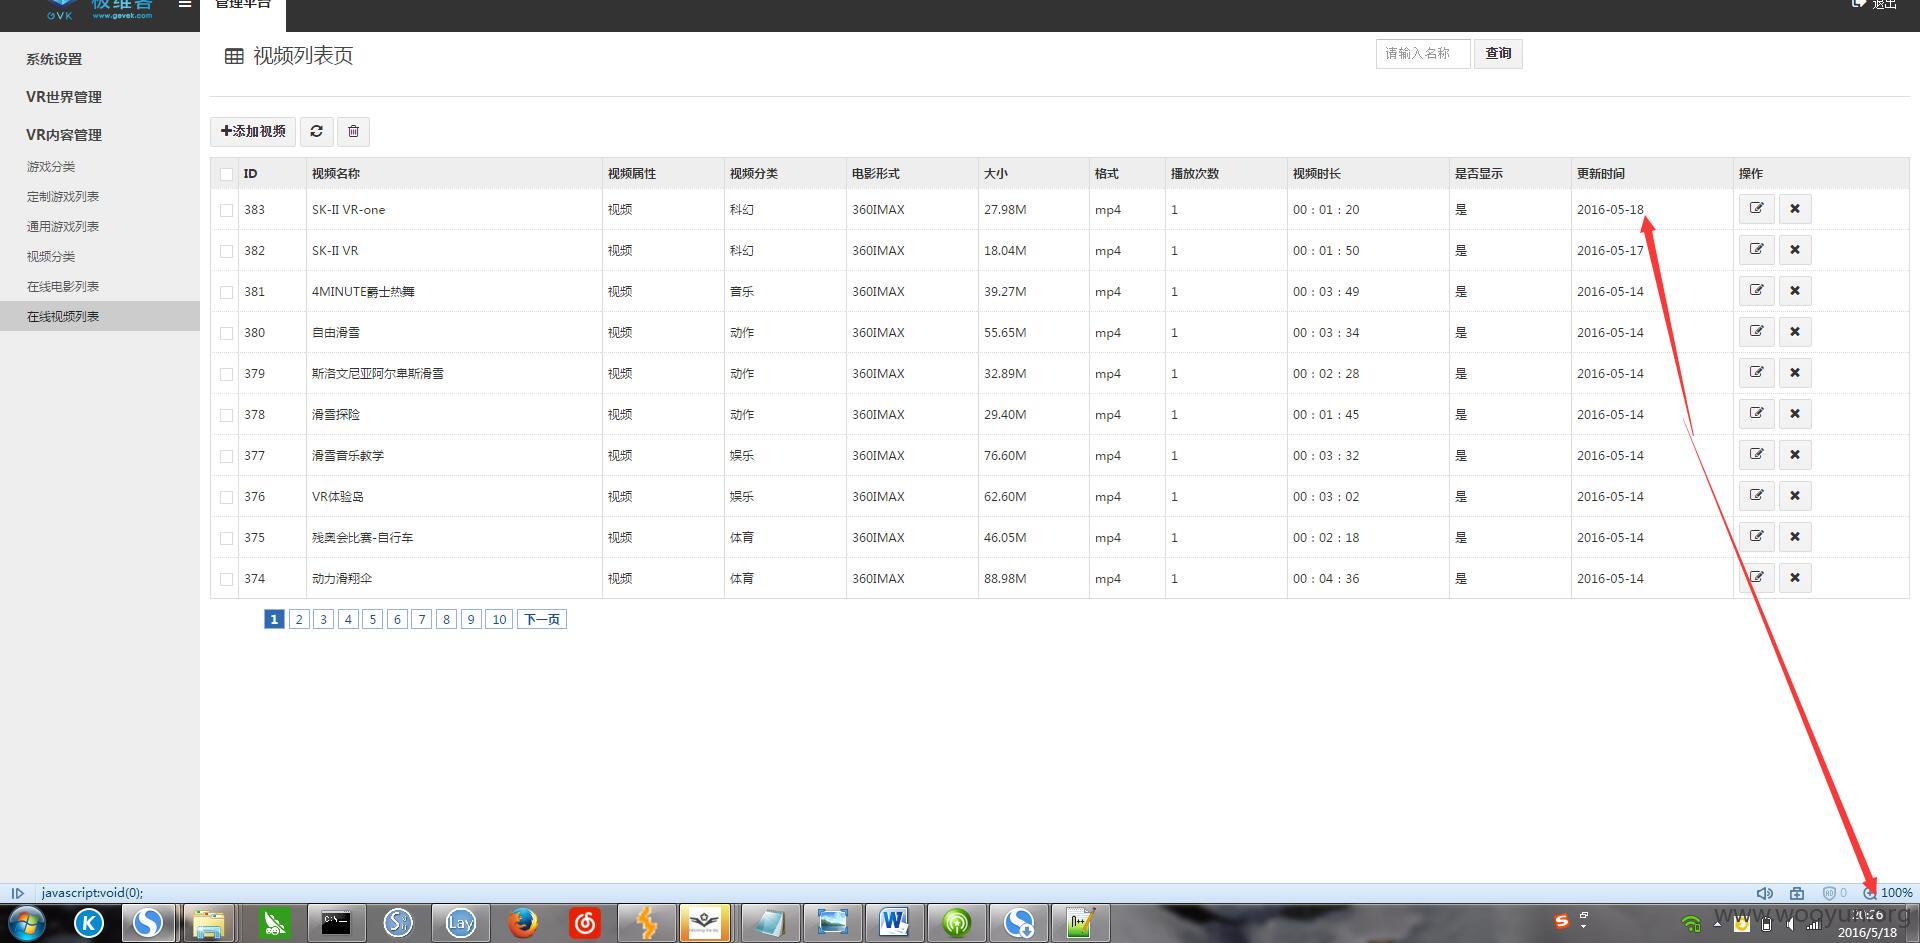 GVK 极维客 www.gevek.com 管理平台 退出
视频列表页 请输入名称 查询
系统设置
VR世界管理
VR内容管理
游戏分类
定制游戏列表
通用游戏列表
视频分类
在线电影列表
在线视频列表
添加视频
ID 视频名称 视频属性 视频分类 电影形式 大小 格式 播放次数 视频时长 是否显示 更新时间 操作
383 SK-II VR-one 视频 科幻 360IMAX 27.98M mp4 1 00 : 01 : 20 是 2016-05-18
382 SK-II VR 视频 科幻 360IMAX 18.04M mp4 1 00 : 01 : 50 是 2016-05-17
381 4MINUTE爵士热舞 视频 音乐 360IMAX 39.27M mp4 1 00 : 03 : 49 是 2016-05-14
380 自由滑雪 视频 动作 360IMAX 55.65M mp4 1 00 : 03 : 34 是 2016-05-14
379 斯洛文尼亚阿尔卑斯滑雪 视频 动作 360IMAX 32.89M mp4 1 00 : 02 : 28 是 2016-05-14
378 滑雪探险 视频 动作 360IMAX 29.40M mp4 1 00 : 01 : 45 是 2016-05-14
377 滑雪音乐教学 视频 娱乐 360IMAX 76.60M mp4 1 00 : 03 : 32 是 2016-05-14
376 VR体验岛 视频 娱乐 360IMAX 62.60M mp4 1 00 : 03 : 02 是 2016-05-14
375 残奥会比赛-自行车 视频 体育 360IMAX 46.05M mp4 1 00 : 02 : 18 是 2016-05-14
374 动力滑翔伞 视频 体育 360IMAX 88.98M mp4 1 00 : 04 : 36 是 2016-05-14
1 2 3 4 5 6 7 8 9 10 下一页
javascript:void(0); 0 100%
Lay
www.wooyun.org
20:26
2016/5/18